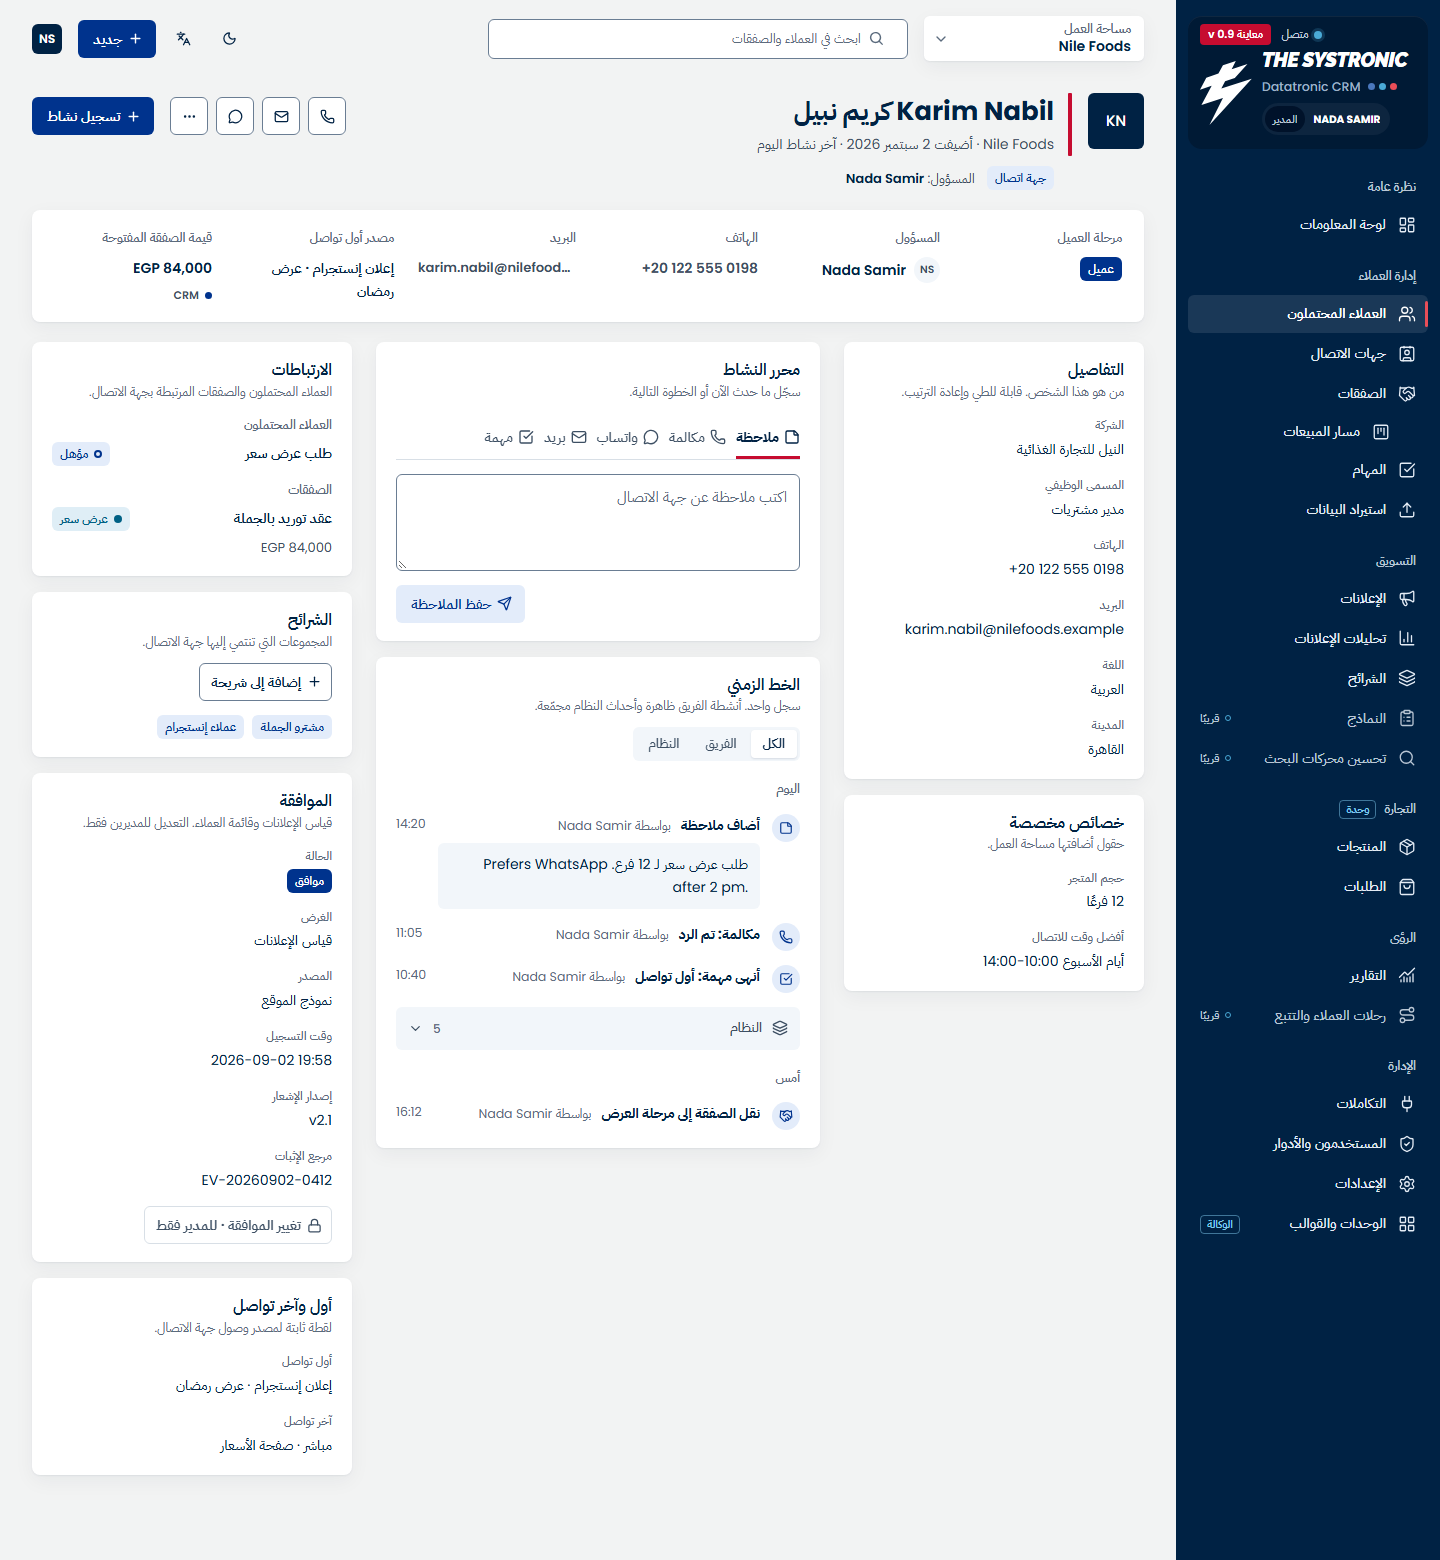 متصل
معاينة v 0.9
THE SYSTRONIC
Datatronic CRM
NADA SAMIR
المدير
نظرة عامة
لوحة المعلومات
إدارة العملاء
العملاء المحتملون
جهات الاتصال
الصفقات
مسار المبيعات
المهام
استيراد البيانات
التسويق
الإعلانات
تحليلات الإعلانات
الشرائح
النماذج
قريبًا
تحسين محركات البحث
قريبًا
التجارة
وحدة
المنتجات
الطلبات
الرؤى
التقارير
رحلات العملاء والتتبع
قريبًا
الإدارة
التكاملات
المستخدمون والأدوار
الإعدادات
الوحدات والقوالب
الوكالة
مساحة العمل
Nile Foods
ابحث في العملاء والصفقات
جديد
NS
KN
Karim Nabil كريم نبيل
Nile Foods · أضيفت 2 سبتمبر 2026 · آخر نشاط اليوم
جهة اتصال
المسؤول: Nada Samir
تسجيل نشاط
مرحلة العميل
عميل
المسؤول
NS
Nada Samir
الهاتف
+20 122 555 0198
البريد
karim.nabil@nilefood...
مصدر أول تواصل
إعلان إنستجرام · عرض
رمضان
قيمة الصفقة المفتوحة
EGP 84,000
CRM
التفاصيل
من هو هذا الشخص. قابلة للطي وإعادة الترتيب.
الشركة
النيل للتجارة الغذائية
المسمى الوظيفي
مدير مشتريات
الهاتف
+20 122 555 0198
البريد
karim.nabil@nilefoods.example
اللغة
العربية
المدينة
القاهرة
خصائص مخصصة
حقول أضافتها مساحة العمل.
حجم المتجر
12 فرعًا
أفضل وقت للاتصال
أيام الأسبوع 10:00–14:00
محرر النشاط
سجّل ما حدث الآن أو الخطوة التالية.
ملاحظة
مكالمة
واتساب
بريد
مهمة
اكتب ملاحظة عن جهة الاتصال
حفظ الملاحظة
الخط الزمني
سجل واحد. أنشطة الفريق ظاهرة وأحداث النظام مجمّعة.
الكل
الفريق
النظام
اليوم
أضاف ملاحظة
بواسطة Nada Samir
14:20
طلب عرض سعر لـ 12 فرع. Prefers WhatsApp
after 2 pm.
مكالمة: تم الرد
بواسطة Nada Samir
11:05
أنهى مهمة: أول تواصل
بواسطة Nada Samir
10:40
النظام
5
أمس
نقل الصفقة إلى مرحلة العرض
بواسطة Nada Samir
16:12
الارتباطات
العملاء المحتملون والصفقات المرتبطة بجهة الاتصال.
العملاء المحتملون
طلب عرض سعر
مؤهل
الصفقات
عقد توريد بالجملة
عرض سعر
EGP 84,000
الشرائح
المجموعات التي تنتمي إليها جهة الاتصال.
إضافة إلى شريحة
مشترو الجملة
عملاء إنستجرام
الموافقة
قياس الإعلانات وقائمة العملاء. التعديل للمديرين فقط.
الحالة
موافق
الغرض
قياس الإعلانات
المصدر
نموذج الموقع
وقت التسجيل
2026-09-02 19:58
إصدار الإشعار
v2.1
مرجع الإثبات
EV-20260902-0412
تغيير الموافقة · للمدير فقط
أول وآخر تواصل
لقطة ثابتة لمصدر وصول جهة الاتصال.
أول تواصل
إعلان إنستجرام · عرض رمضان
آخر تواصل
مباشر · صفحة الأسعار